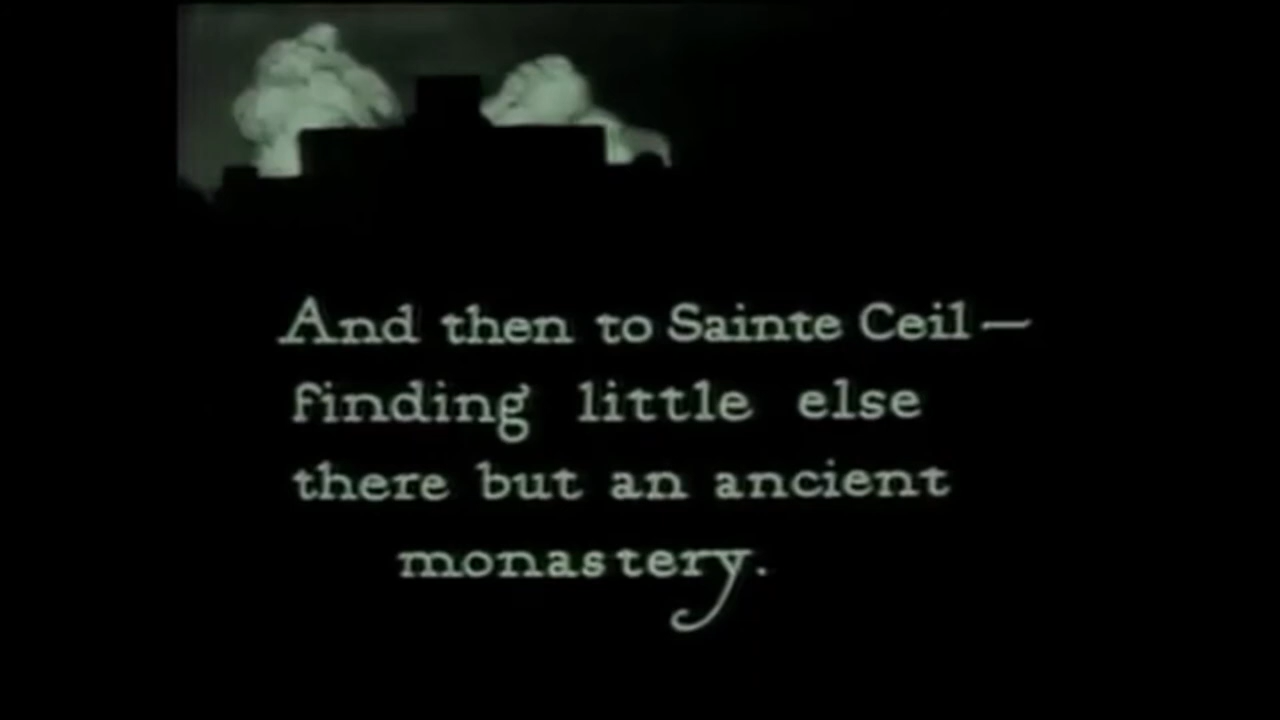 And then to Sainte Ceil—
finding little else
there but an ancient
monastery.